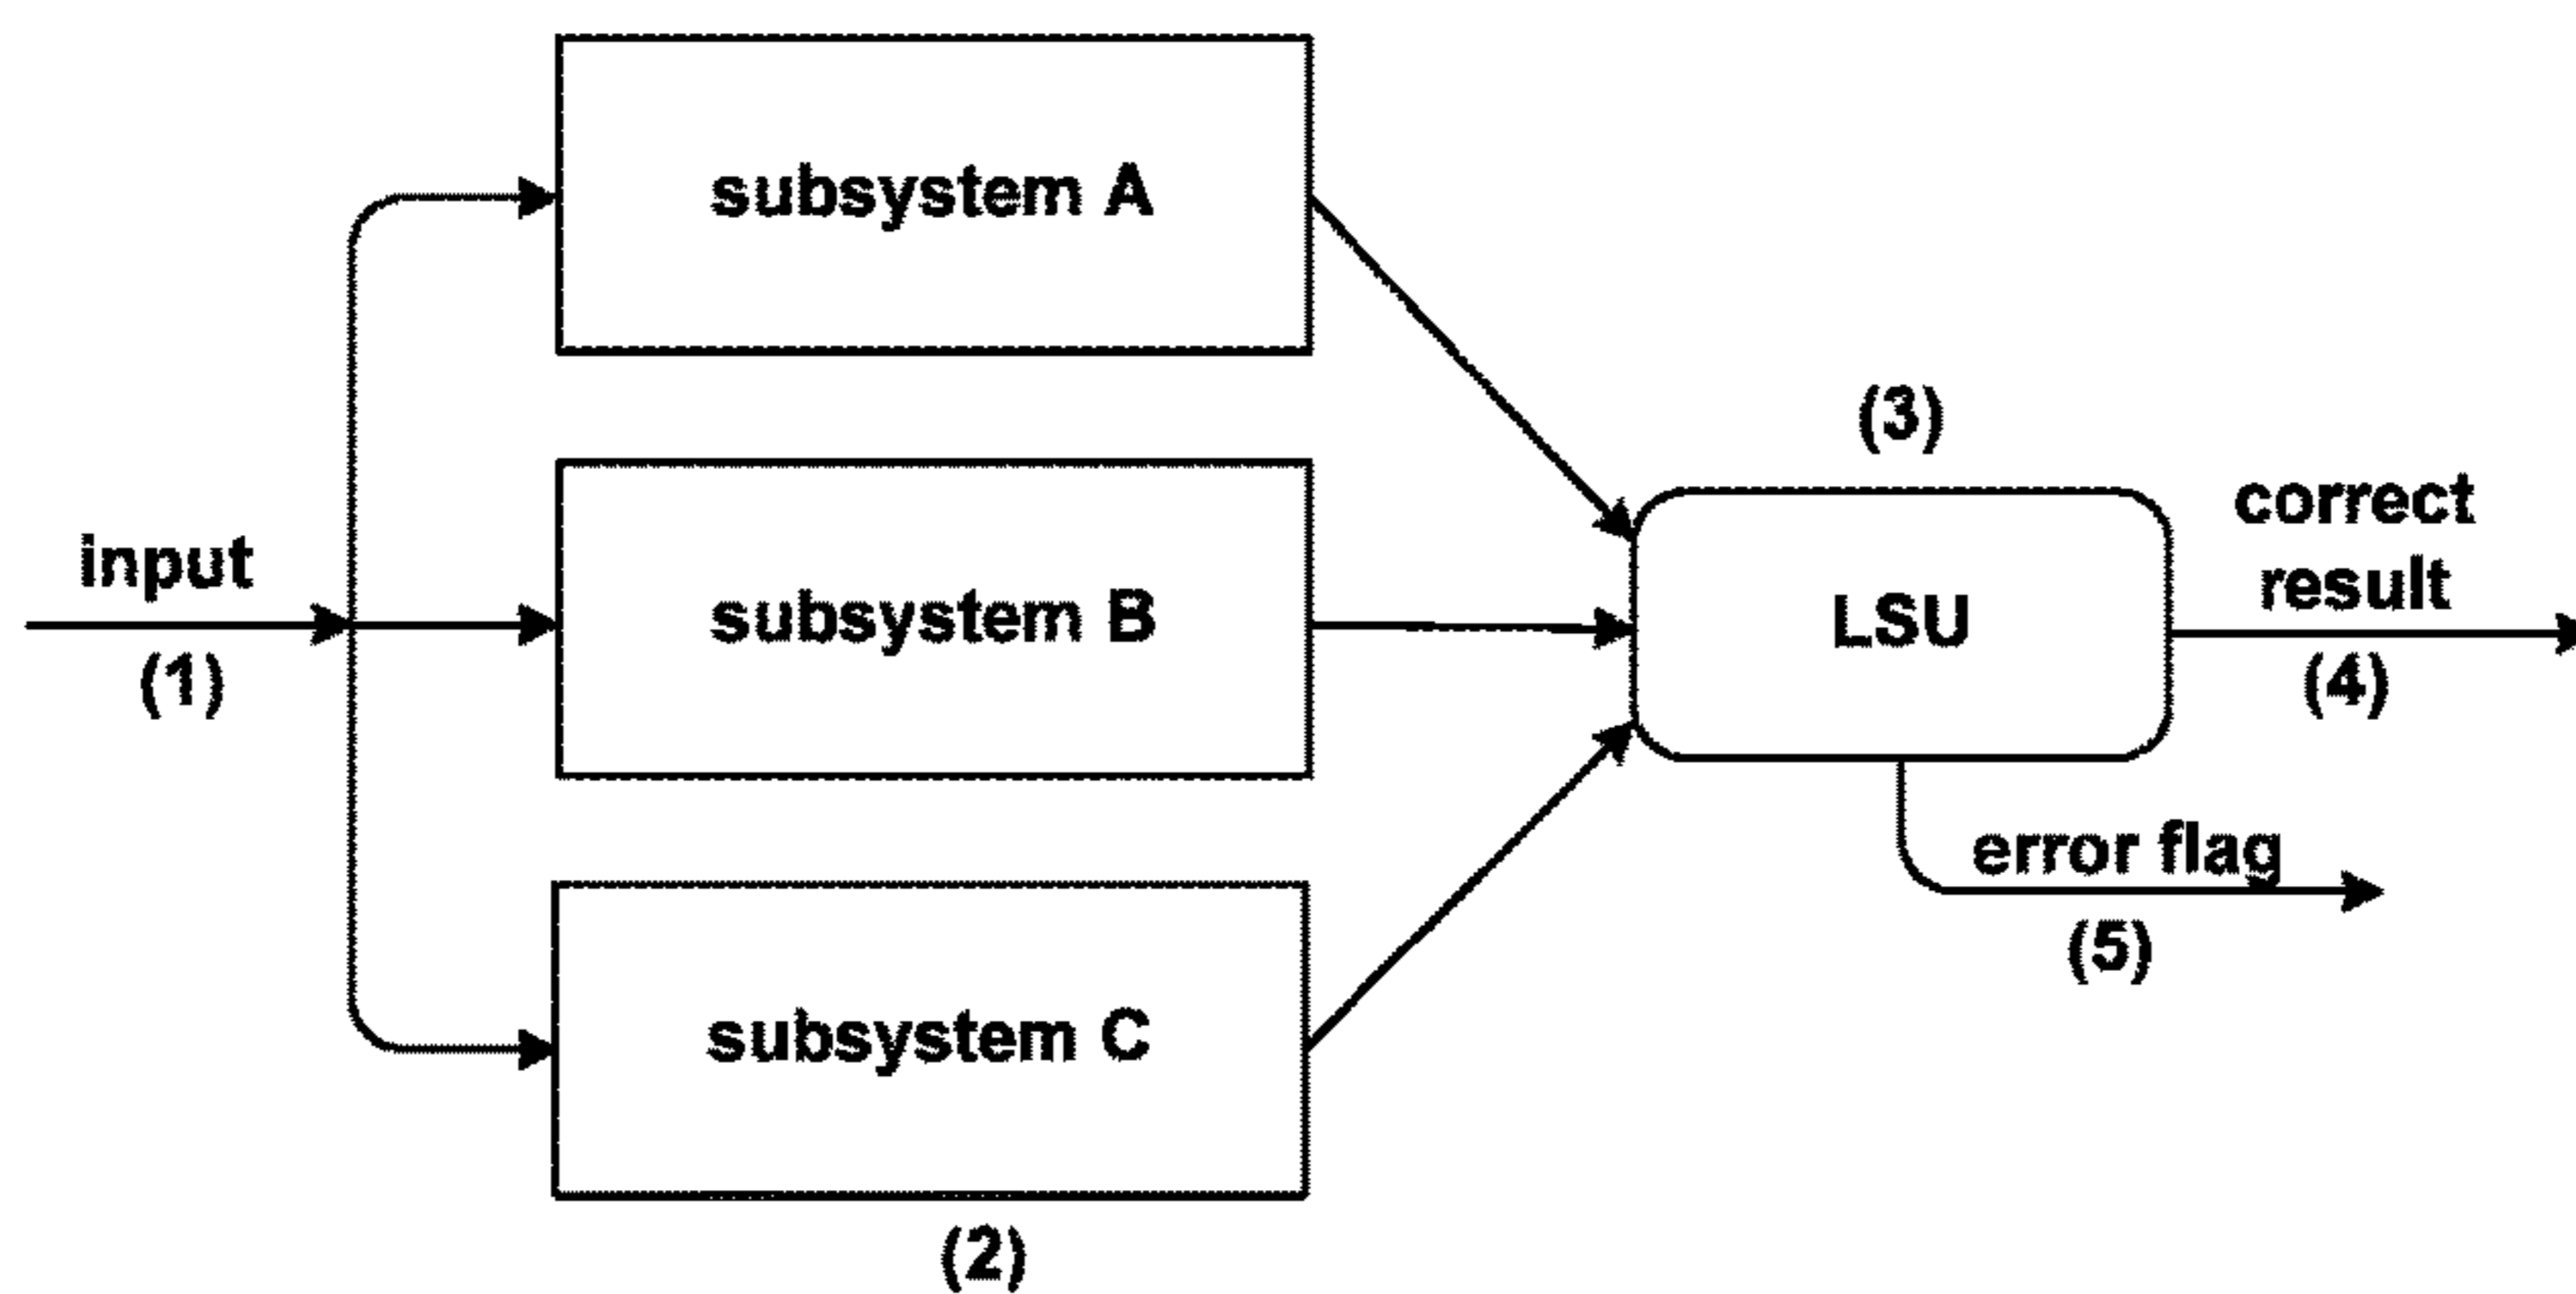 subsystem A
(3)
input
(1)
subsystem B
LSU
correct
result
(4)
error flag
(5)
subsystem C
(2)